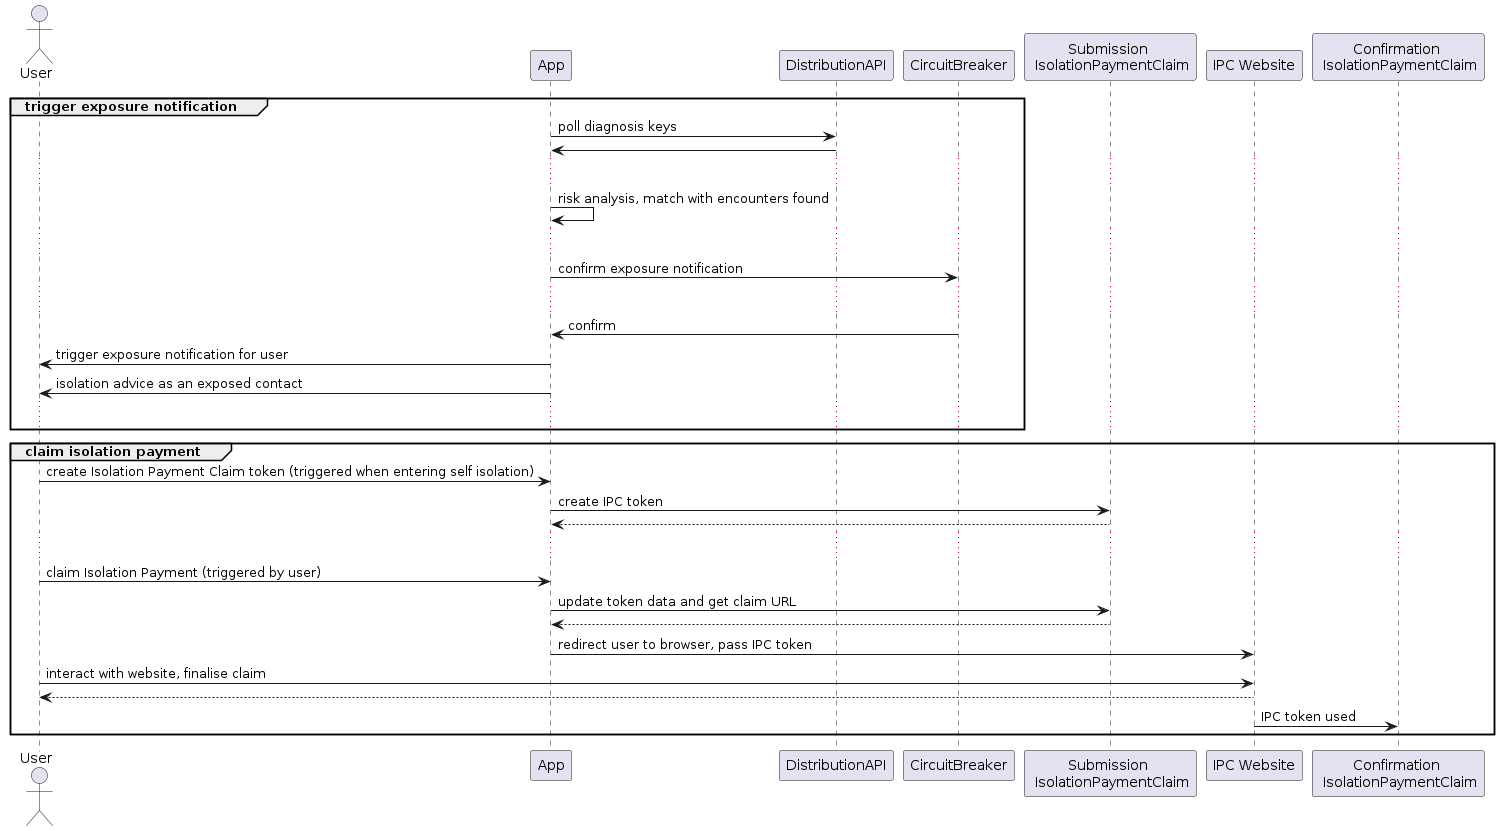 User
App
DistributionAPI
CircuitBreaker
Submission
IsolationPaymentClaim
IPC Website
Confirmation
IsolationPaymentClaim
trigger exposure notification
poll diagnosis keys
risk analysis, match with encounters found
confirm exposure notification
confirm
trigger exposure notification for user
isolation advice as an exposed contact
claim isolation payment
create Isolation Payment Claim token (triggered when entering self isolation)
create IPC token
claim Isolation Payment (triggered by user)
update token data and get claim URL
redirect user to browser, pass IPC token
interact with website, finalise claim
IPC token used
User
App
DistributionAPI
CircuitBreaker
Submission
IsolationPaymentClaim
IPC Website
Confirmation
IsolationPaymentClaim